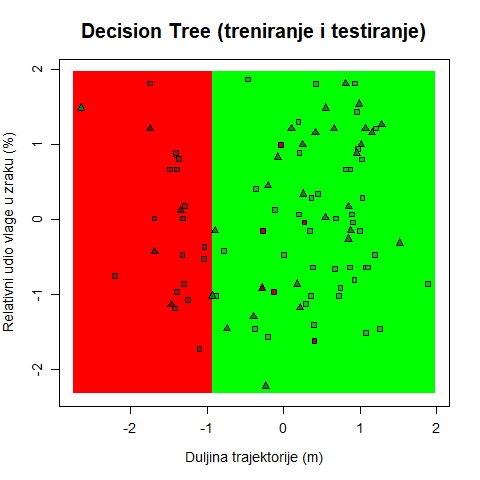 Decision Tree (treniranje i testiranje)
Relativni udio vlage u zraku (%)
2
1
0
-1
-2
-2 -1 0 1 2
Duljina trajektorije (m)